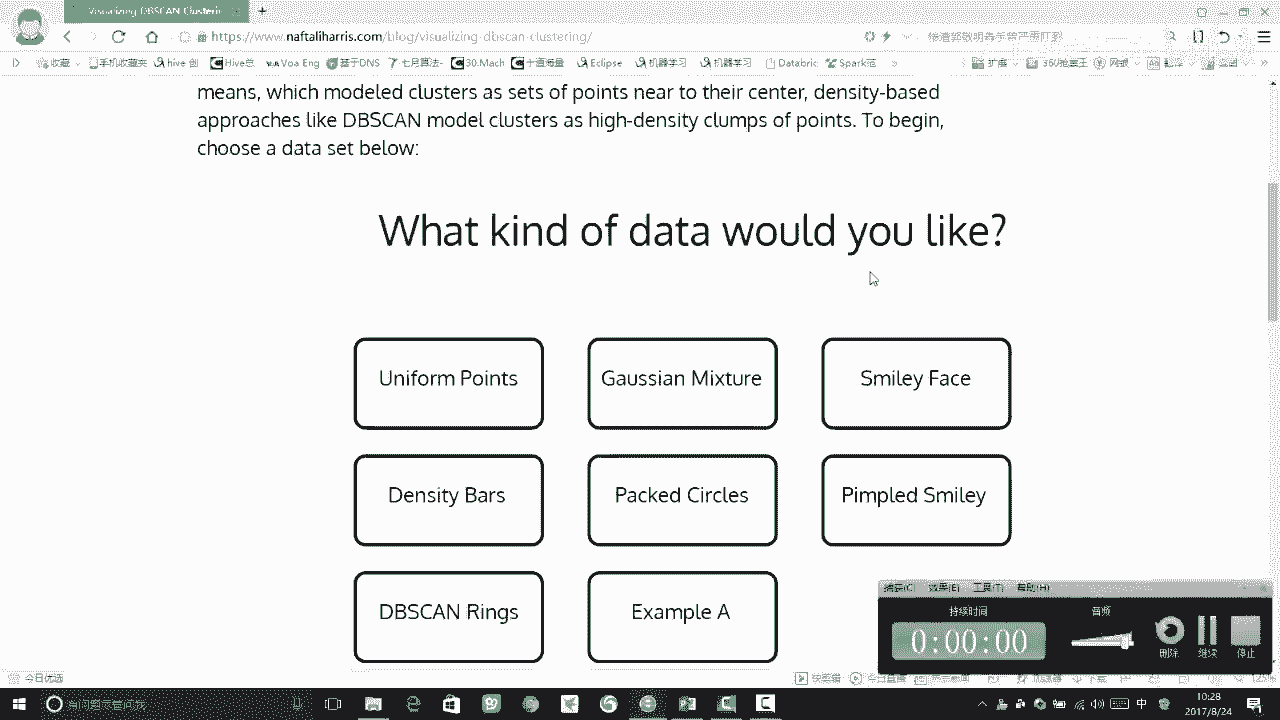 Visualizing DBSCAN Clusterin
https://www.naftaliharris.com/blog/visualizing-dbscan-clustering/
收藏 手机收藏夹 hive 创 Hive总 Voa Eng 基于DNS 七月算法- 30.Mach 十道海量 Eclipse 机器学习 机器学习 Databric Spark范 » 扩展
means, which modeled clusters as sets of points near to their center, density-based
approaches like DBSCAN model clusters as high-density clumps of points. To begin,
choose a data set below:
What kind of data would you like?
Uniform Points
Gaussian Mixture
Smiley Face
Density Bars
Packed Circles
Pimpled Smiley
DBSCAN Rings
Example A
捕获(C) 效果(E) 工具(T) 帮助(H)
持续时间
音频
0:00:00
删除 继续 停止
今日优选
中
10:28
2017/8/24